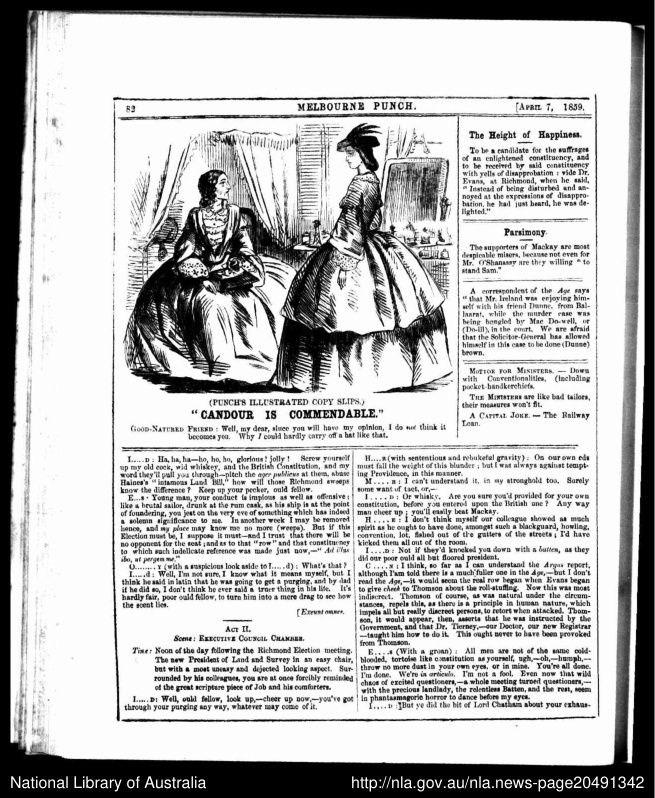 82
MELBOURNE PUNCH.
[APRIL 7, 1859.
(PUNCH'S ILLUSTRATED COPY SLIPS.)
"CANDOUR IS COMMENDABLE."
GOOD-NATURED FRIEND : Well, my dear, since you will have my opinion, I do not think it
becomes you. Why I could hardly carry off a hat like that.
The Height of Happiness.
To be a candidate for the suffrages
of an enlightened constituency, and
to be received by said constituency
with yells of disapprobation : vide Dr.
Evans, at Richmond, when he said,
"Instead of being disturbed and an-
noyed at the expressions of disappro-
bation, he had just heard, he was de-
lighted."
Parsimony.
The supporters of Mackay are most
despicable misers, because not even for
Mr. O'Shanassy are they willing "to
stand Sam."
A correspondent of the Age says
"that Mr. Ireland was enjoying him-
self with his friend Dunne, from Bal-
laarat, while the murder case was
being bungled by Mac Do-well, or
(Do-ill), in the court. We are afraid
that the Solicitor-General has allowed
himself in this case to be done (Dunne)
brown.
MOTTOE FOR MINISTERS. — Down
with Conventionalities, (including
pocket-handkerchiefs.
THE MINISTERS are like bad tailors,
their measures won't fit.
A CAPITAL JOKE. — The Railway
Loan.
I.....D : Ha, ha, ha—ho, ho, ho, glorious! jolly! Screw yourself
up my old cock, wid whiskey, and the British Constitution, and my
word they'll pull you through—pitch the ager publicus at them, abuse
Haines's "infamous Land Bill," how will those Richmond sweeps
know the difference? Keep up your pecker, ould fellow.
E...s · Young man, your conduct is impious as well as offensive ;
like a brutal sailor, drunk at the rum cask, as his ship is at the point
of foundering, you jest on the very eve of something which has indeed
a solemn significance to me. In another week I may be removed
hence, and my place may know me no more (weeps). But if this
Election must be, I suppose it must—and I trust that there will be
no opponent for the seat ; and as to that "row" and that constituency
to which such indelicate reference was made just now,—"
O......Y (with a suspicious look aside to I.....d) : What's that ?
I....d : Well, I'm not sure, I know what it means myself, but I
think he said in latin that he was going to get a purging, and by dad
if he did so, I don't think he ever said a truer thing in his life. It's
hardly fair, poor ould fellow, to turn him into a mere drag to see how
the scent lies.
[Exeunt omnes.
ACT II.
Scene : EXECUTIVE COUNCIL CHAMBER.
Time : Noon of the day following the Richmond Election meeting.
The new President of Land and Survey in an easy chair,
but with a most uneasy and dejected looking aspect. Sur-
rounded by his colleagues, you are at once forcibly reminded
of the great scripture piece of Job and his comforters.
I.....D: Well, ould fellow, look up,—cheer up now,—you've got
through your purging any way, whatever may come of it.
H....R (with sententious and rebukeful gravity) : On our own eds
must fall the weight of this blunder ; but I was always against tempt-
ing Providence, in this manner.
M.....R : I can't understand it, in my stronghold too. Surely
some want of tact, or,—
I.....D : Or whisky. Are you sure you'd provided for your own
constitution, before you entered upon the British one? Any way
man cheer up ; you'll easily beat Mackay.
H....R : I don't think myself our colleague showed as much
spirit as he ought to have done, amongst such a blackguard, howling,
convention, lot, fished out of the gutters of the streets ; I'd have
kicked them all out of the room.
I....D : Not if they'd knocked you down with a batten, as they
did our poor ould all but floored president.
C....N : I think, so far as I can understand the Argus report,
although I'am told there is a much fuller one in the Age,—but I don't
read the Age,—it would seem the real row began when Evans began
to give cheek to Thomson about the roll-stuffing. Now this was most
indiscreet. Thomson of course, as was natural under the circum-
stances, repels this, as there is a principle in human nature, which
impels all but really discreet persons, to retort when attacked. Thom-
son, it would appear, then, asserts that he was instructed by the
Government, and that Dr. Tierney,—our Doctor, our new Registrar
—taught him how to do it. This ought never to have been provoked
from Thomson.
E....s (With a groan) : All men are not of the same cold-
blooded, tortoise like constitution as yourself, ugh,—oh,—humph,—
throw no more dust in your own eyes, or in mine. You're all done.
I'm done. We're in articulo. I'm not a fool. Even now that wild
chaos of excited questioners,—a whole meeting turned questioners,—
with the precious landlady, the relentless Batten, and the rest, seem
in phantasmagorie horror to dance before my eyes.
I.....D : But ye did the bit of Lord Chatham about your exhaus-
National Library of Australia
http://nla.gov.au/nla.news-page20491342